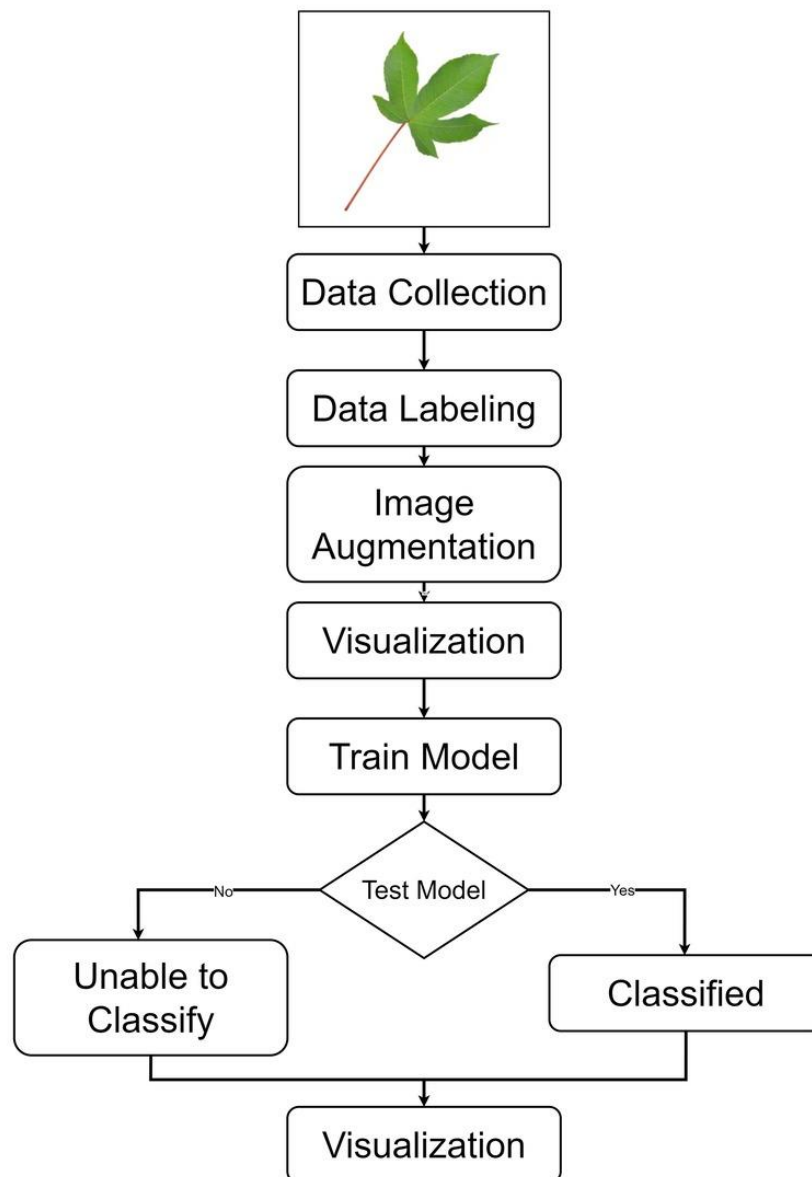 Data Collection
Data Labeling
Image
Augmentation
Visualization
Train Model
Test Model
No
Yes
Unable to
Classify
Classified
Visualization